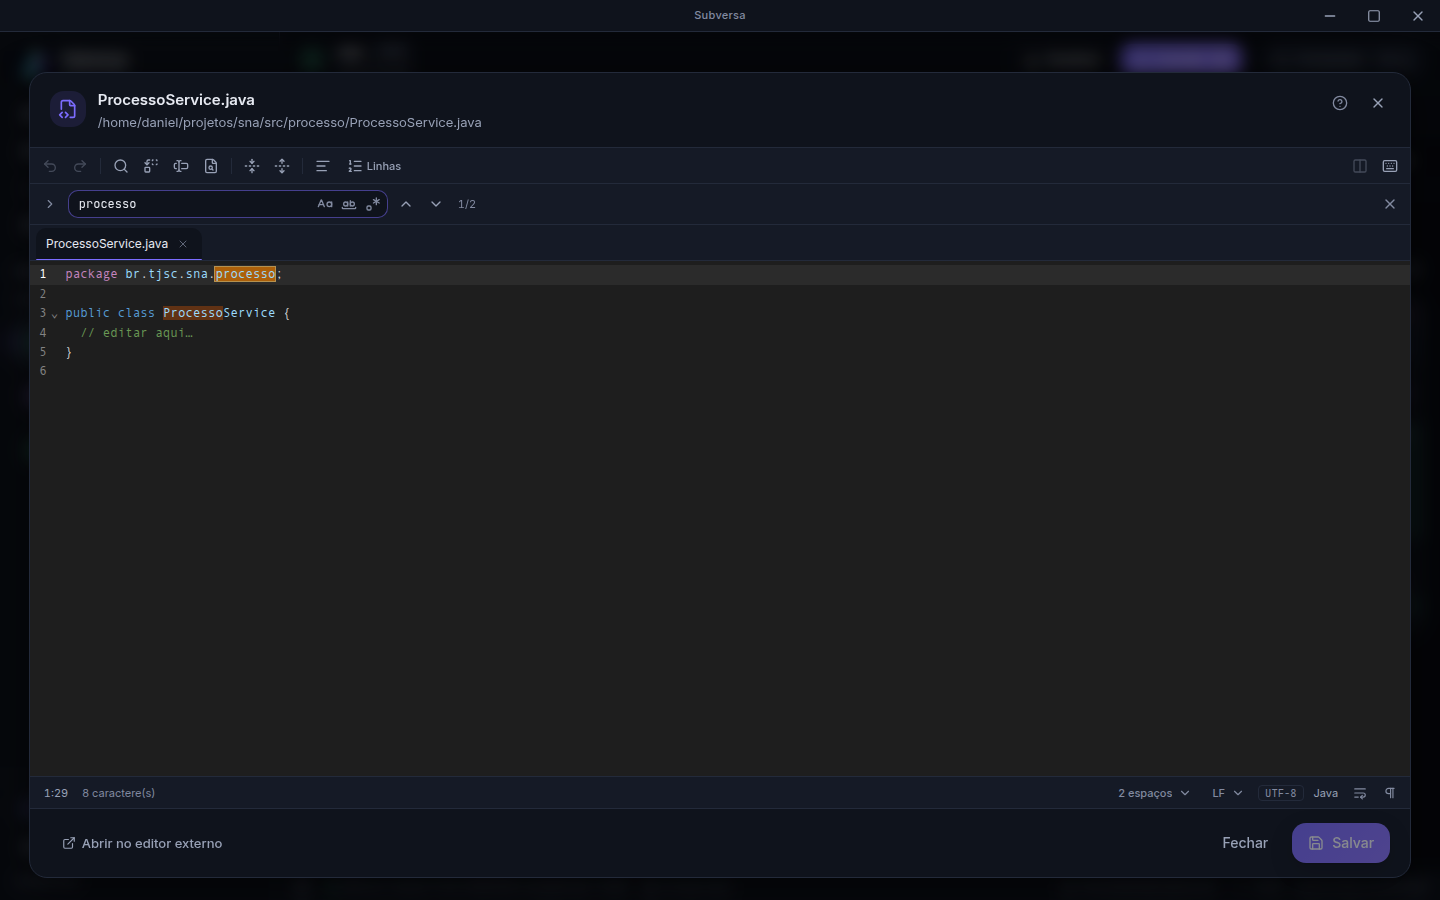 Subversa
ProcessoService.java
/home/daniel/projetos/sna/src/processo/ProcessoService.java
Linhas
processo Aa ab 1/2
ProcessoService.java
1 package br.tjsc.sna.processo;
2
3 public class ProcessoService {
4 // editar aqui…
5 }
6
1:29 8 caractere(s) 2 espaços LF UTF-8 Java
Abrir no editor externo Fechar Salvar